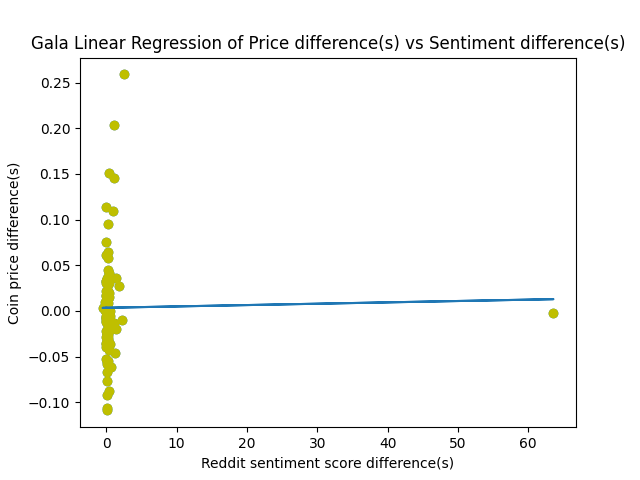 Gala Linear Regression of Price difference(s) vs Sentiment difference(s)
0.25
0.20
0.15
0.10
0.05
0.00
−0.05
−0.10
Coin price difference(s)
0 10 20 30 40 50 60
Reddit sentiment score difference(s)